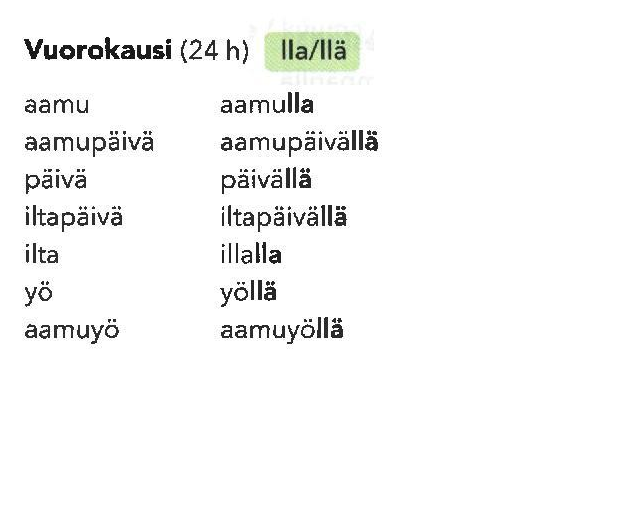 Vuorokausi (24 h) lla/llä
aamu aamulla
aamupäivä aamupäivällä
päivä päivällä
iltapäivä iltapäivällä
ilta illalla
yö yöllä
aamuyö aamuyöllä